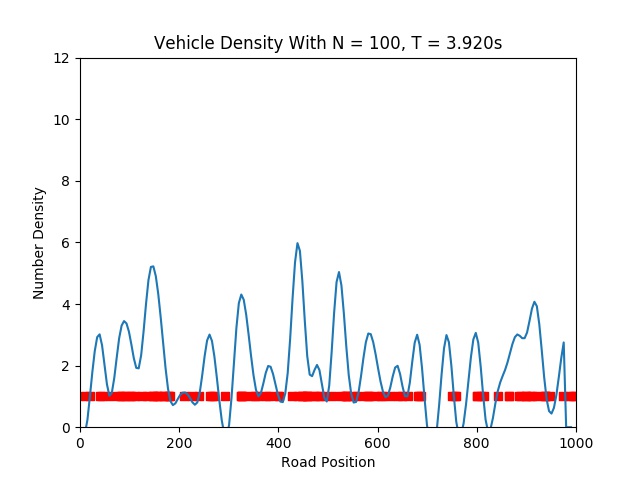 Vehicle Density With N = 100, T = 3.920s
12
10
8
6
4
2
0
Number Density
0 200 400 600 800 1000
Road Position